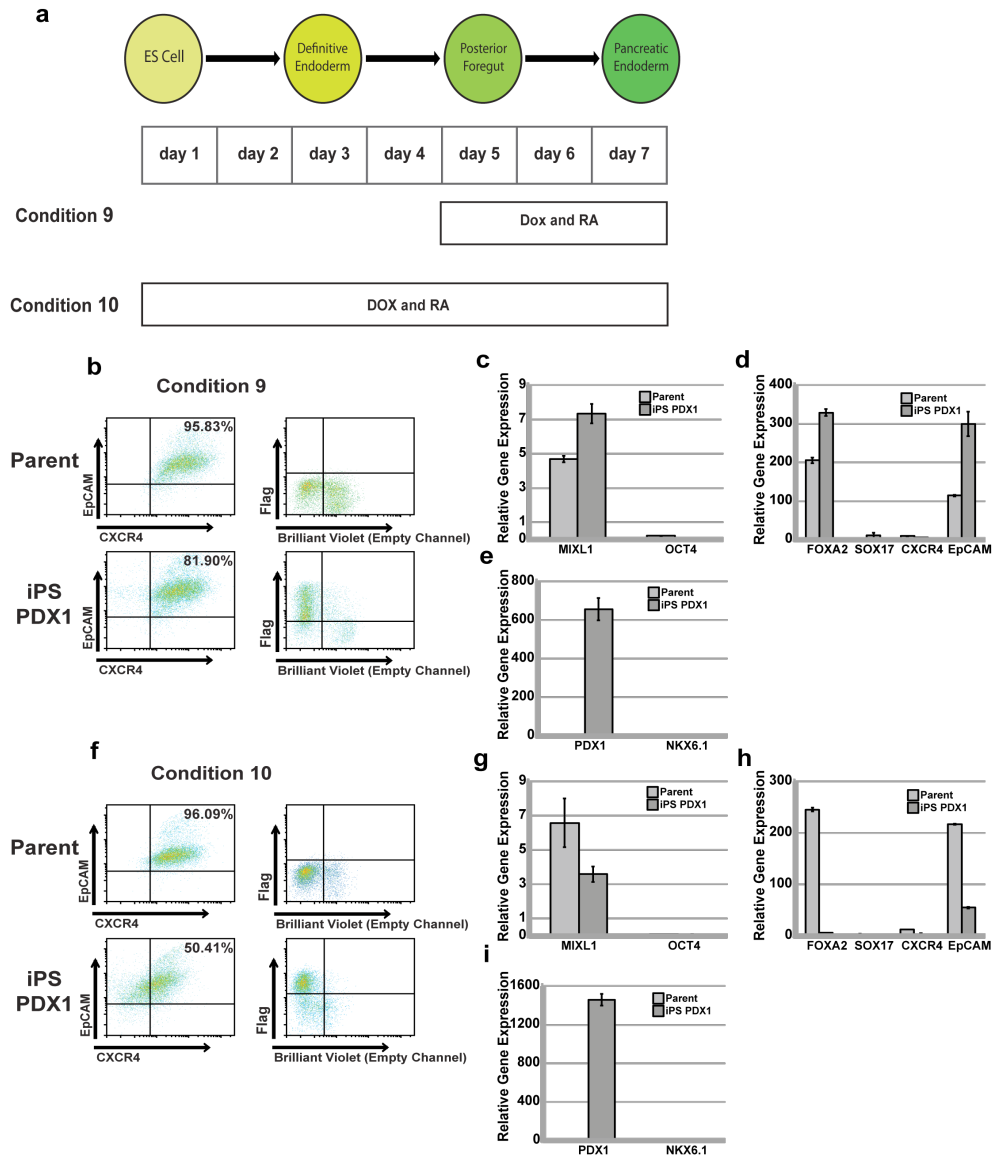 a
ES Cell
Definitive
Endoderm
Posterior
Foregut
Pancreatic
Endoderm
day 1 day 2 day 3 day 4 day 5 day 6 day 7
Condition 9
Dox and RA
Condition 10
DOX and RA
b
Condition 9
Parent
95.83%
EpCAM
CXCR4
Flag
Brilliant Violet (Empty Channel)
iPS
PDX1
81.90%
EpCAM
CXCR4
Flag
Brilliant Violet (Empty Channel)
c
Relative Gene Expression
9
7
5
3
1
0
Parent
iPS PDX1
MIXL1 OCT4
d
Relative Gene Expression
400
300
200
100
0
Parent
iPS PDX1
FOXA2 SOX17 CXCR4 EpCAM
e
Relative Gene Expression
800
600
400
200
0
Parent
iPS PDX1
PDX1 NKX6.1
f
Condition 10
Parent
96.09%
EpCAM
CXCR4
Flag
Brilliant Violet (Empty Channel)
iPS
PDX1
50.41%
EpCAM
CXCR4
Flag
Brilliant Violet (Empty Channel)
g
Relative Gene Expression
9
7
5
3
1
0
Parent
iPS PDX1
MIXL1 OCT4
h
Relative Gene Expression
300
200
100
0
Parent
iPS PDX1
FOXA2 SOX17 CXCR4 EpCAM
i
Relative Gene Expression
1600
1200
800
400
0
Parent
iPS PDX1
PDX1 NKX6.1